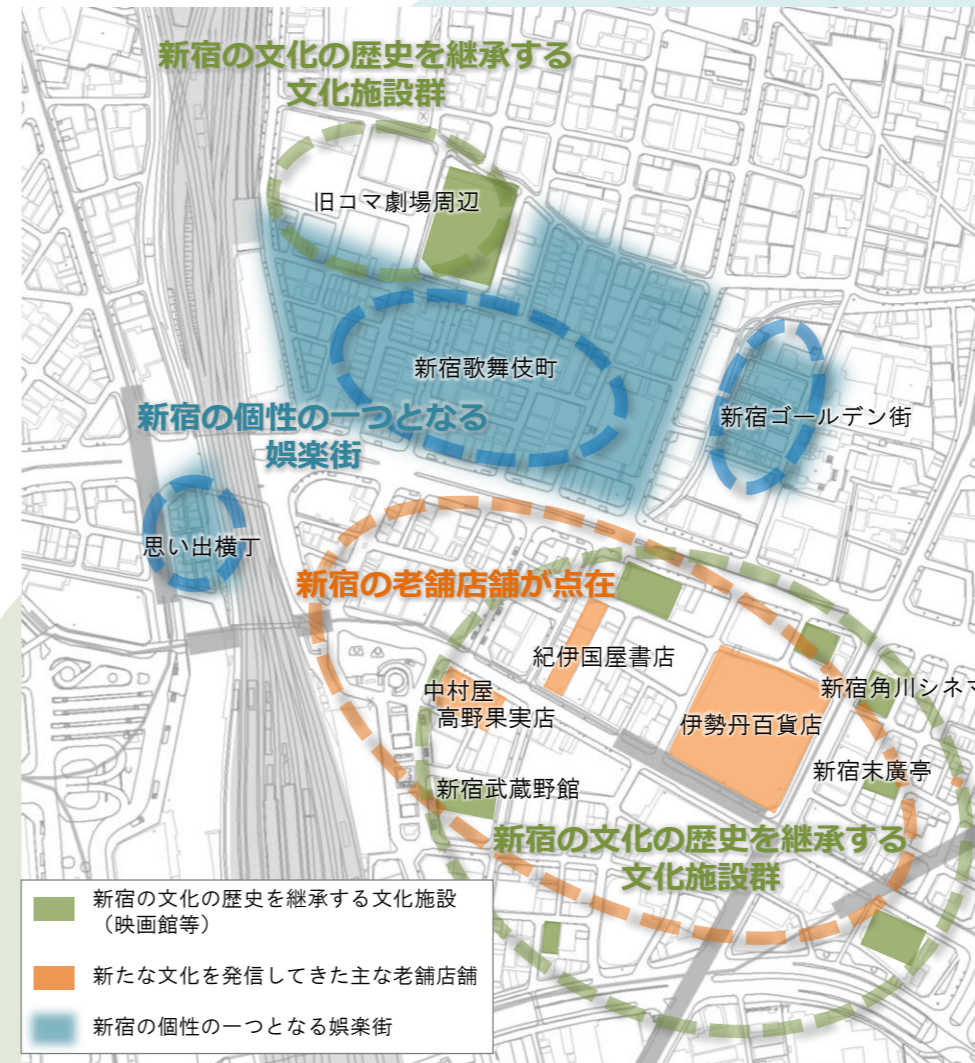 新宿の文化の歴史を継承する
文化施設群
旧コマ劇場周辺
新宿歌舞伎町
新宿ゴールデン街
新宿の個性の一つとなる
娯楽街
思い出横丁
新宿の老舗店舗が点在
紀伊国屋書店
中村屋
高野果実店
新宿角川シネマ
伊勢丹百貨店
新宿末廣亭
新宿武蔵野館
新宿の文化の歴史を継承する
文化施設群
新宿の文化の歴史を継承する文化施設
（映画館等）
新たな文化を発信してきた主な老舗店舗
新宿の個性の一つとなる娯楽街